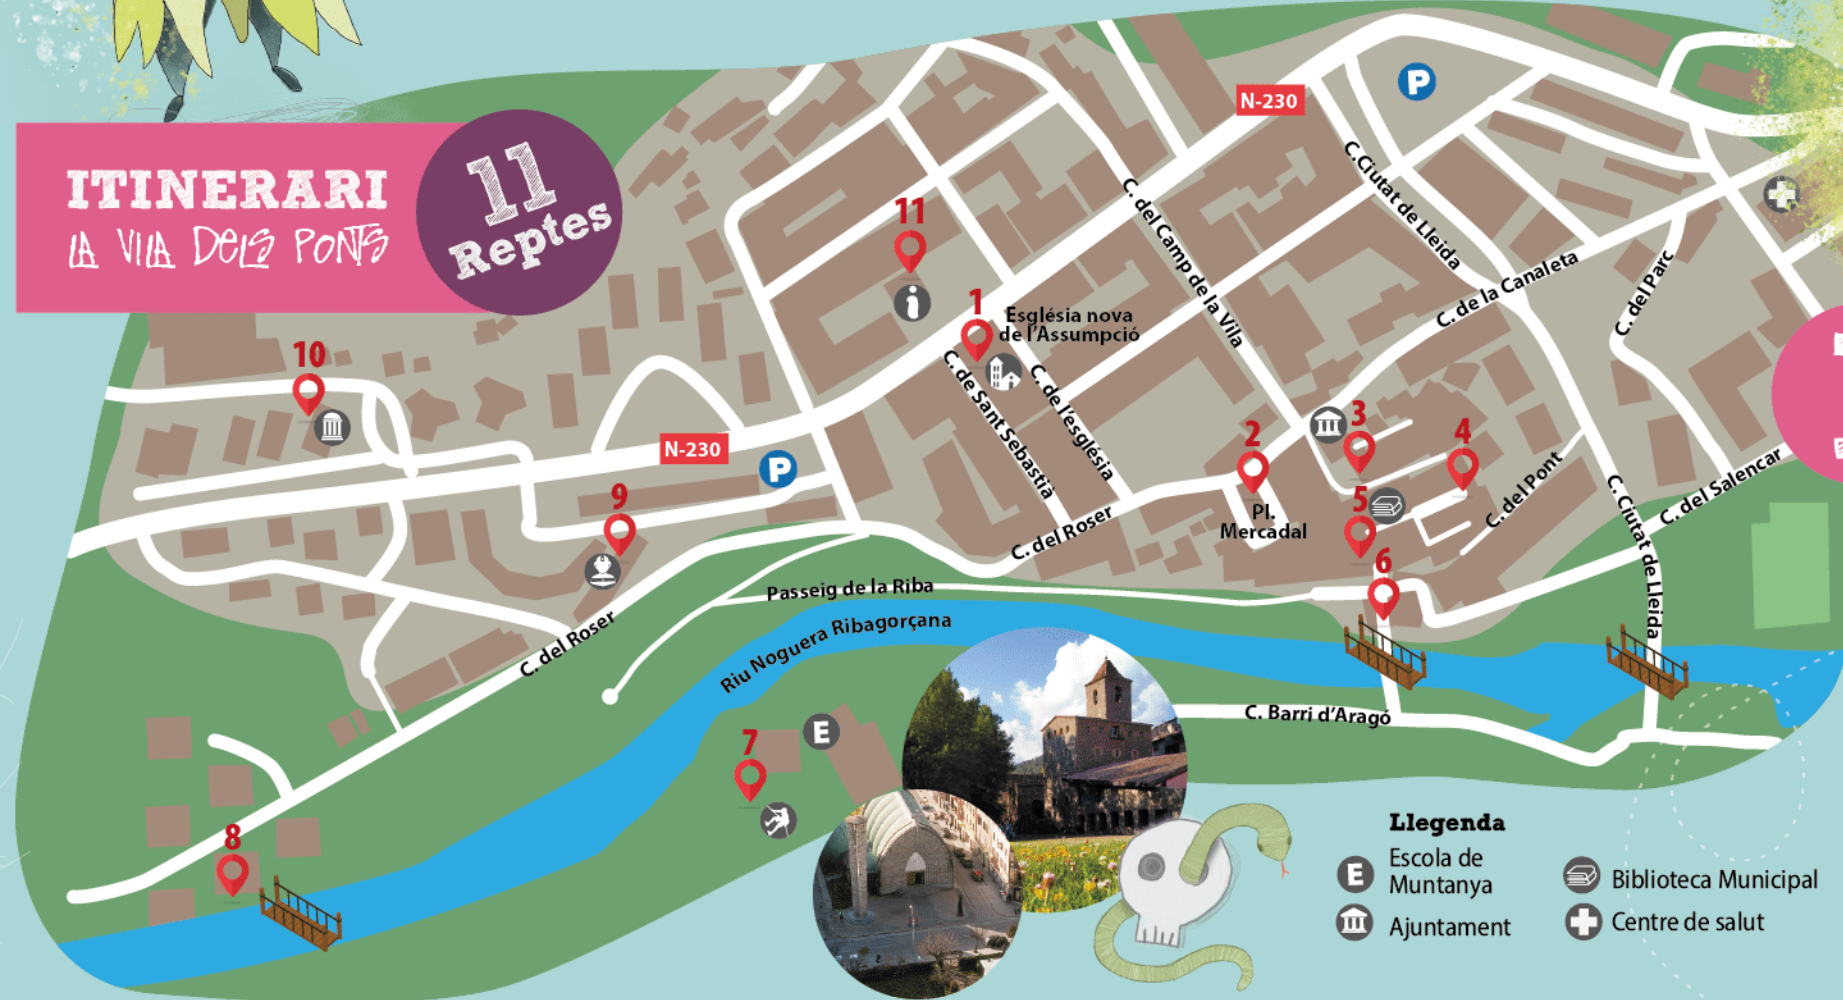 ITINERARI
LA VILA DELS PONTS
11
Reptes
N-230
P
C. Ciutat de Lleida
C. del Camp de la Vila
C. de la Canaleta
C. del Parc
11
i
1
Església nova
de l'Assumpció
C. de Sant Sebastià
C. de l'església
10
N-230
P
9
2
Pl.
Mercadal
3
4
5
6
C. del Pont
C. Ciutat de Lleida
C. del Salencar
C. del Roser
Passeig de la Riba
Riu Noguera Ribagorçana
C. del Roser
C. Barri d'Aragó
7
E
8
Llegenda
E Escola de
Muntanya
Ajuntament
Biblioteca Municipal
Centre de salut